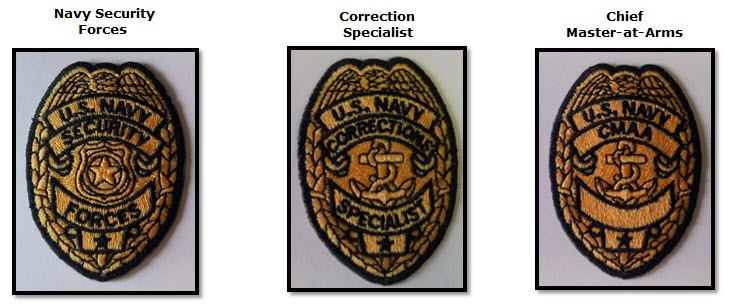 Navy Security
Forces
U.S. NAVY
SECURITY
FORCES
Correction
Specialist
U.S. NAVY
CORRECTIONS
SPECIALIST
Chief
Master-at-Arms
U.S. NAVY
CMAA